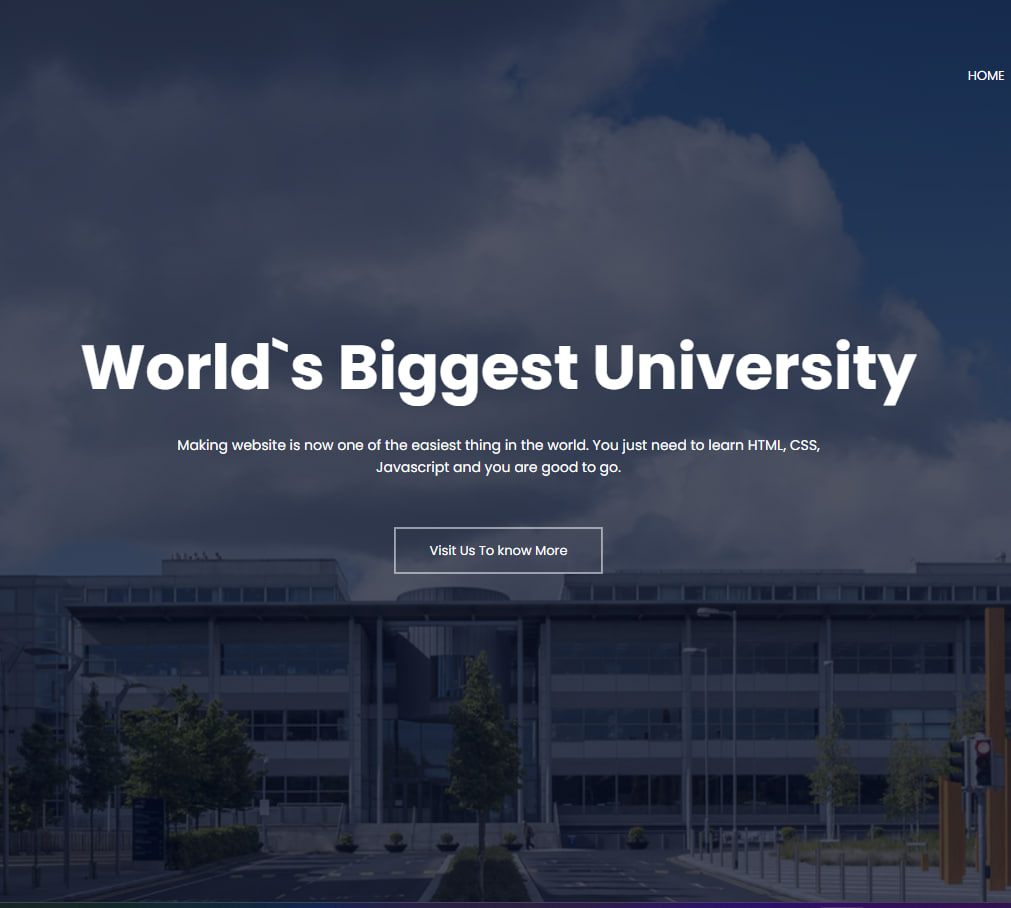 HOME
World`s Biggest University
Making website is now one of the easiest thing in the world. You just need to learn HTML, CSS,
Javascript and you are good to go.
Visit Us To know More